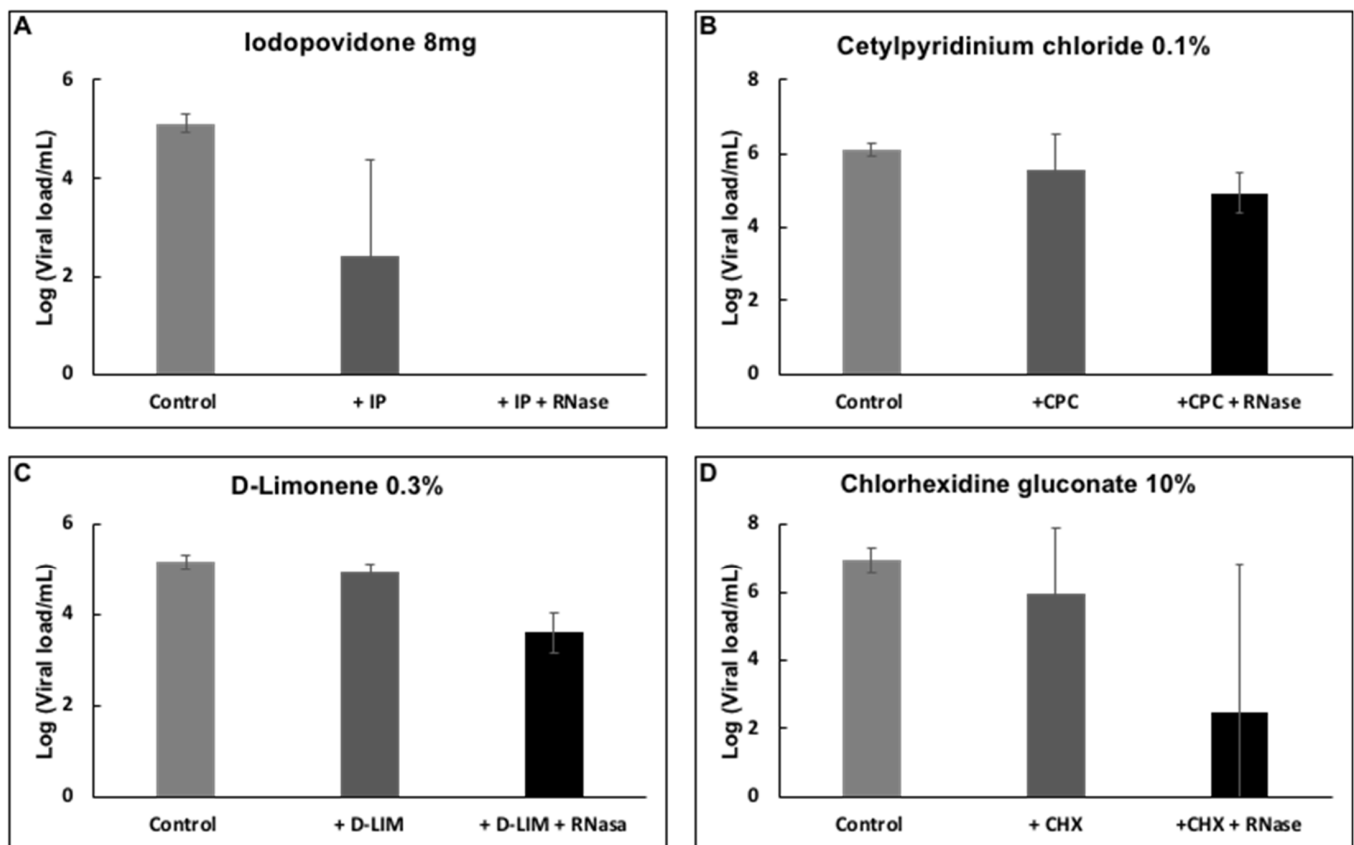 A
Iodopovidone 8mg
Log (Viral load/mL)
6
4
2
0
Control + IP + IP + RNase
B
Cetylpyridinium chloride 0.1%
Log (Viral load/mL)
8
6
4
2
0
Control +CPC +CPC + RNase
C
D-Limonene 0.3%
Log (Viral load/mL)
6
4
2
0
Control + D-LIM + D-LIM + RNasa
D
Chlorhexidine gluconate 10%
Log (Viral load/mL)
8
6
4
2
0
Control + CHX +CHX + RNase